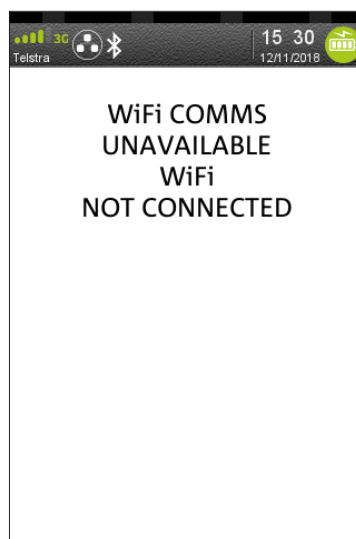 3G
15 30
Telstra
12/11/2018
WiFi COMMS
UNAVAILABLE
WiFi
NOT CONNECTED